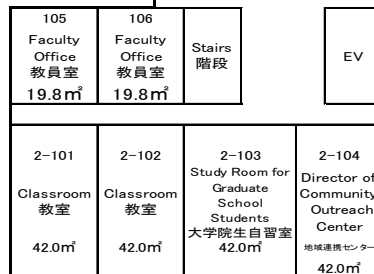 105
Faculty
Office
教員室
19.8㎡
106
Faculty
Office
教員室
19.8㎡
Stairs
階段
EV
2-101
Classroom
教室
42.0㎡
2-102
Classroom
教室
42.0㎡
2-103
Study Room for
Graduate
School
Students
大学院生自習室
42.0㎡
2-104
Director of
Community
Outreach
Center
地域連携センター
42.0㎡